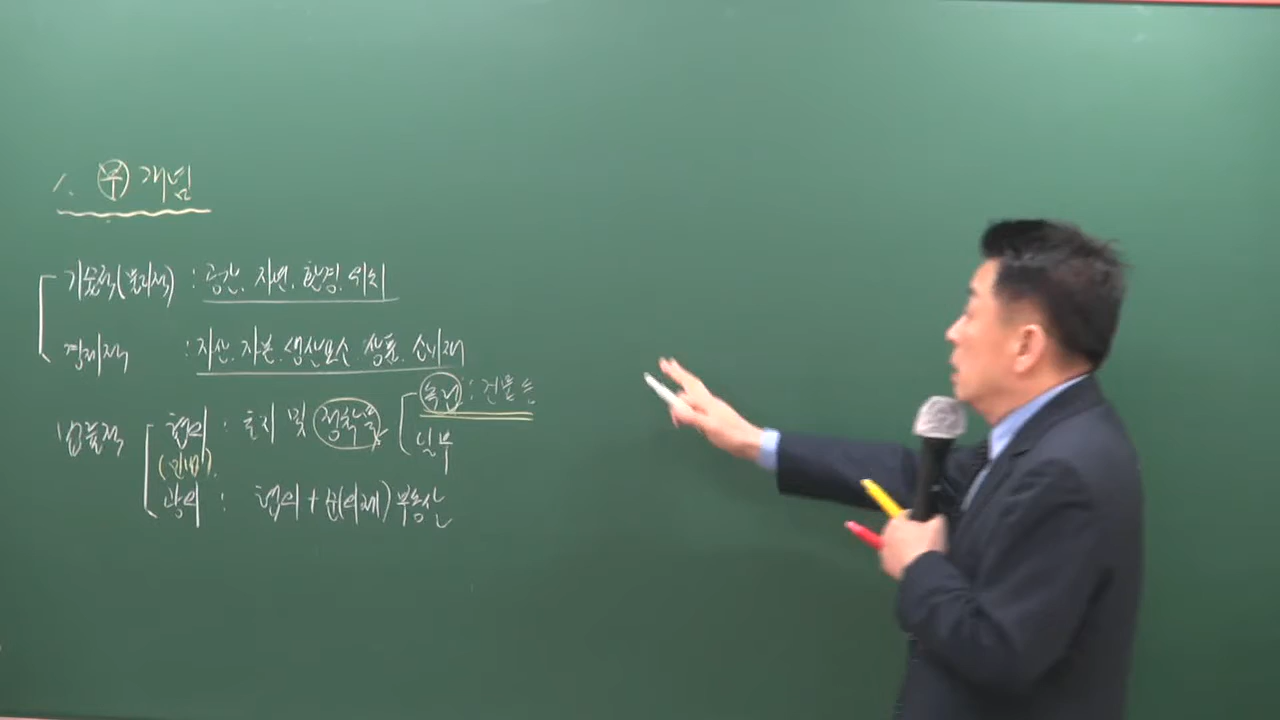 1. 부 개념
기술적(물리적) : 공간, 자연, 환경, 위치
경제적 : 자산, 자본, 생산요소, 상품, 소비재
법률적 협의 : 토지 및 정착물 독립 : 건물 등
(민법) 일부
광의 : 협의 + 준(의제)부동산